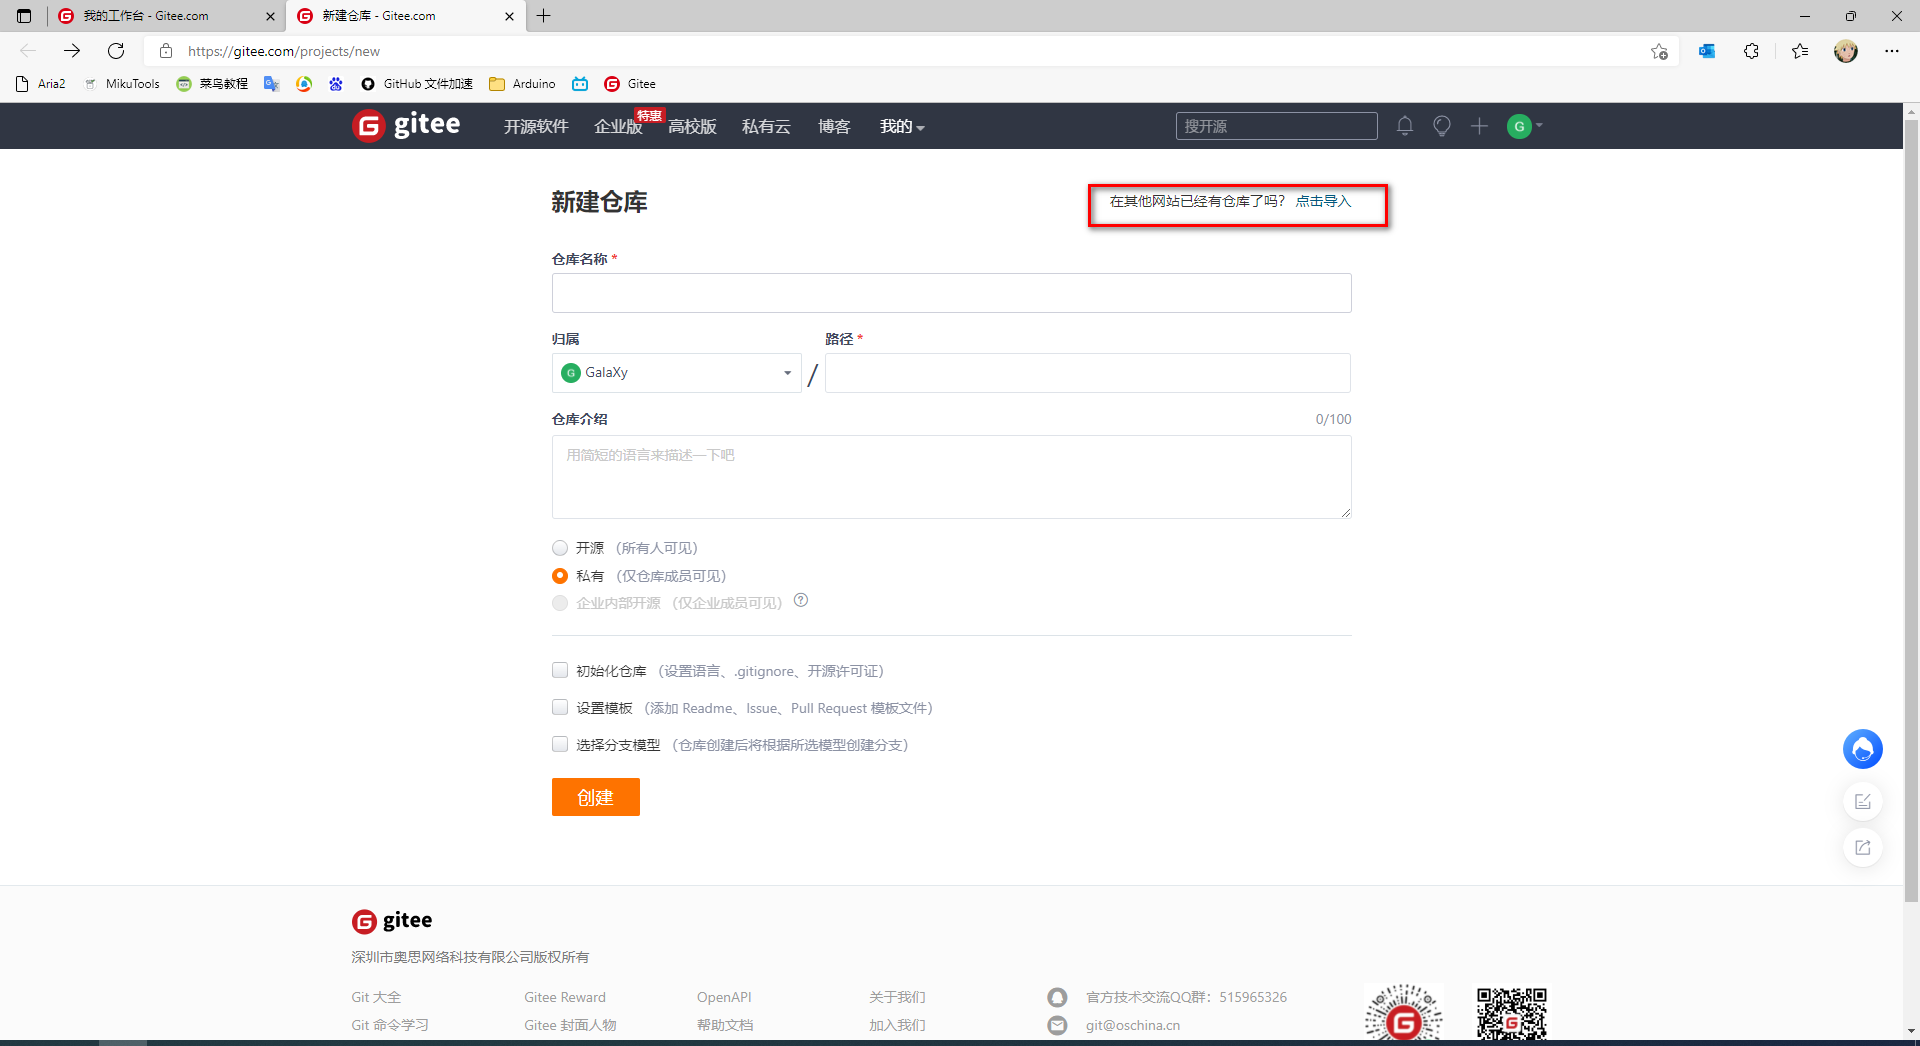 我的工作台 - Gitee.com
新建仓库 - Gitee.com
https://gitee.com/projects/new
Aria2 MikuTools 菜鸟教程 GitHub 文件加速 Arduino Gitee
gitee 开源软件 企业版 特惠 高校版 私有云 博客 我的 搜开源 G
新建仓库
在其他网站已经有仓库了吗? 点击导入
仓库名称 *
归属 路径 *
G GalaXy /
仓库介绍 0/100
用简短的语言来描述一下吧
开源 (所有人可见)
私有 (仅仓库成员可见)
企业内部开源 (仅企业成员可见) ?
初始化仓库 (设置语言、.gitignore、开源许可证)
设置模板 (添加 Readme、Issue、Pull Request 模板文件)
选择分支模型 (仓库创建后将根据所选模型创建分支)
创建
gitee
深圳市奥思网络科技有限公司版权所有
Git 大全 Gitee Reward OpenAPI 关于我们 官方技术交流QQ群：515965326
Git 命令学习 Gitee 封面人物 帮助文档 加入我们 git@oschina.cn